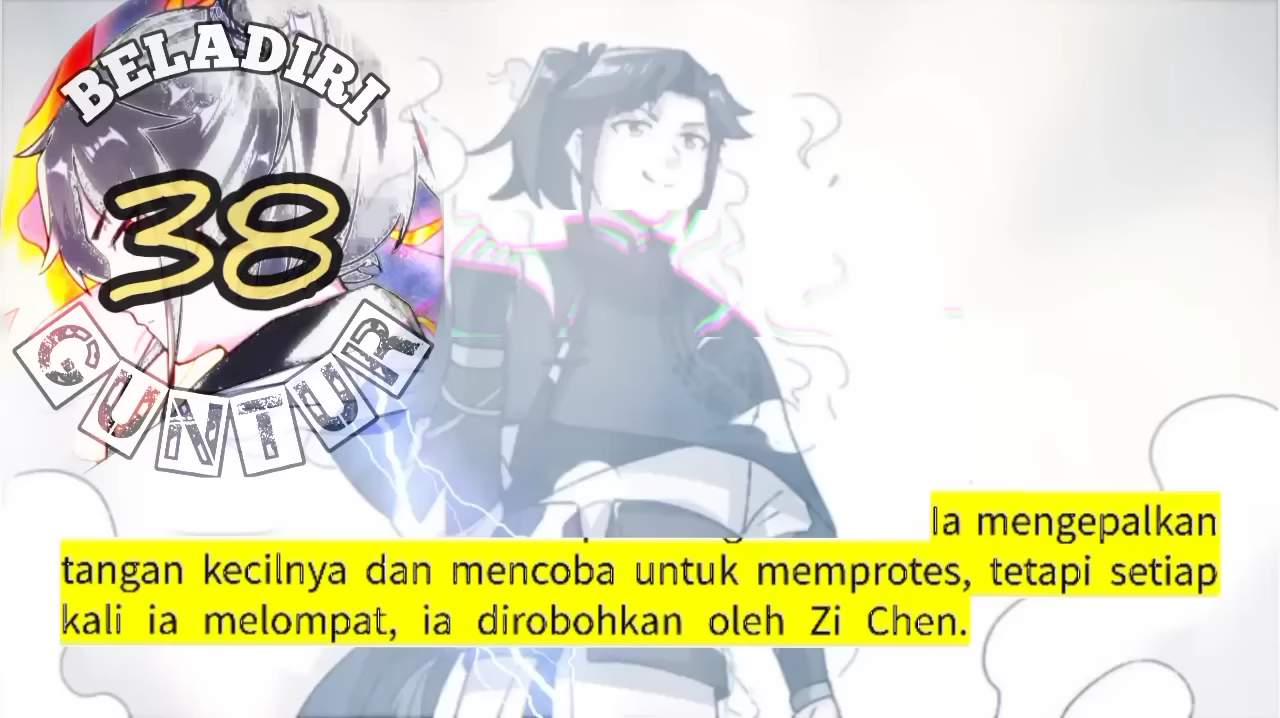 BELADIRI
38
GUNTUR
Ia mengepalkan
tangan kecilnya dan mencoba untuk memprotes, tetapi setiap
kali ia melompat, ia dirobohkan oleh Zi Chen.